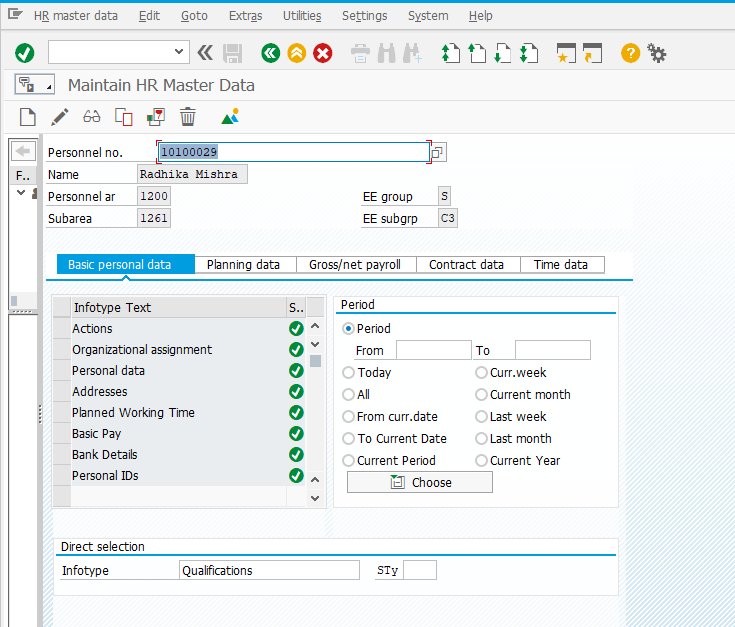 HR master data Edit Goto Extras Utilities Settings System Help
Maintain HR Master Data
F..
Personnel no. 10100029
Name Radhika Mishra
Personnel ar 1200 EE group S
Subarea 1261 EE subgrp C3
Basic personal data Planning data Gross/net payroll Contract data Time data
Infotype Text S..
Actions
Organizational assignment
Personal data
Addresses
Planned Working Time
Basic Pay
Bank Details
Personal IDs
Period
Period
From To
Today Curr.week
All Current month
From curr.date Last week
To Current Date Last month
Current Period Current Year
Choose
Direct selection
Infotype Qualifications STy